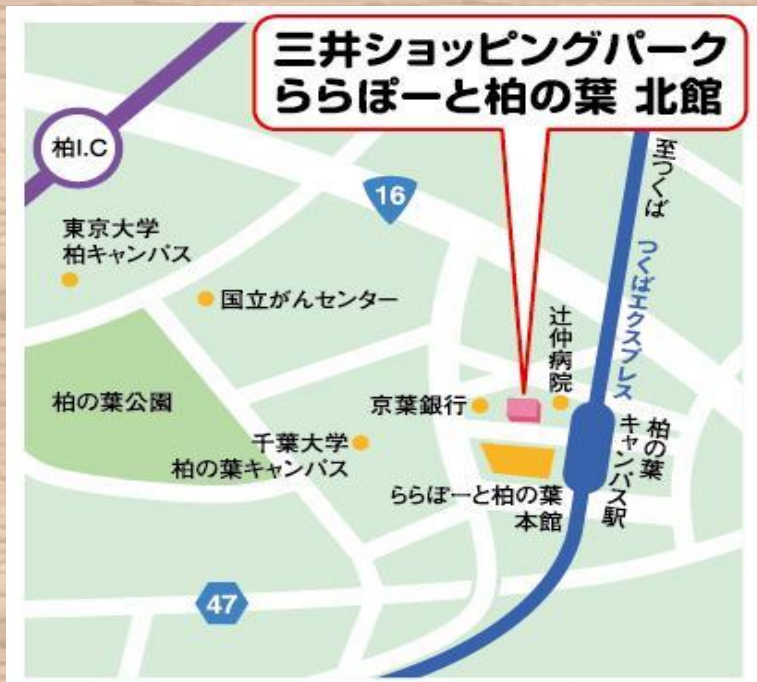 三井ショッピングパーク
ららぽーと柏の葉 北館
柏I.C
16
至つくば
東京大学
柏キャンパス
つくばエクスプレス
国立がんセンター
辻仲病院
柏の葉公園
京葉銀行
柏の葉
キャンパス駅
千葉大学
柏の葉キャンパス
ららぽーと柏の葉
本館
47